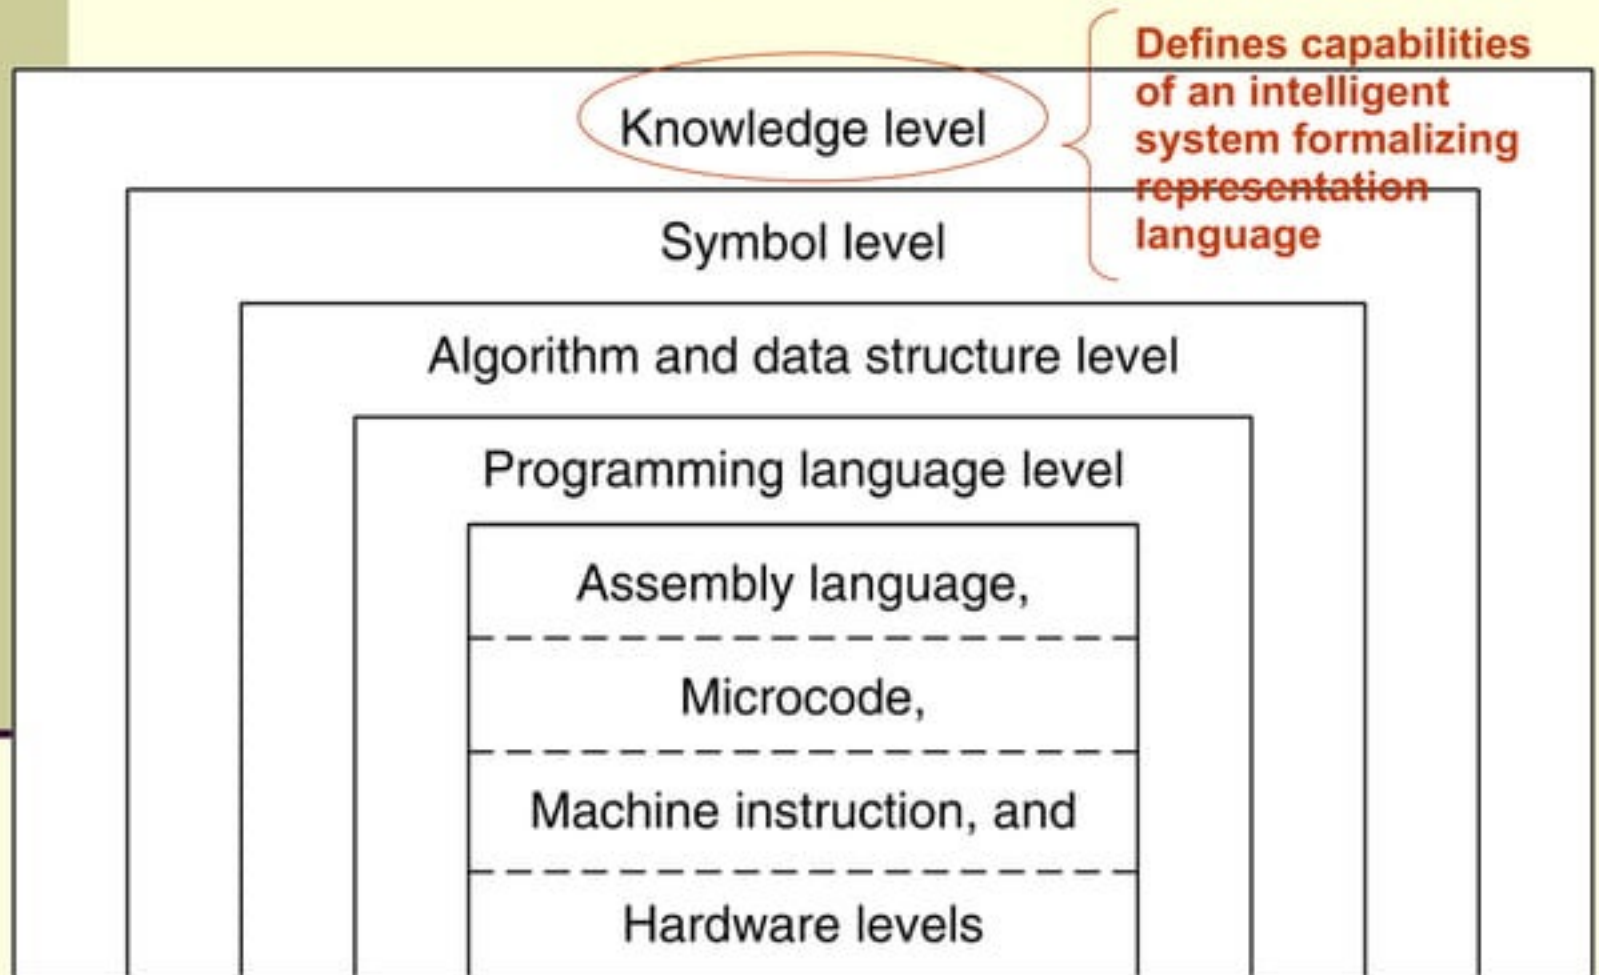 Defines capabilities
of an intelligent
system formalizing
representation
language
Knowledge level
Symbol level
Algorithm and data structure level
Programming language level
Assembly language,
Microcode,
Machine instruction, and
Hardware levels